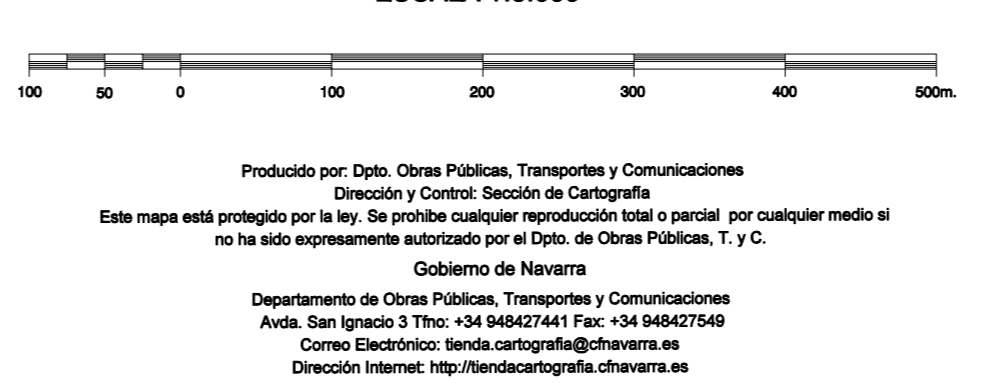 100 50 0 100 200 300 400 500m.
Producido por: Dpto. Obras Públicas, Transportes y Comunicaciones
Dirección y Control: Sección de Cartografía
Este mapa está protegido por la ley. Se prohibe cualquier reproducción total o parcial por cualquier medio si
no ha sido expresamente autorizado por el Dpto. de Obras Públicas, T. y C.
Gobierno de Navarra
Departamento de Obras Públicas, Transportes y Comunicaciones
Avda. San Ignacio 3 Tfno: +34 948427441 Fax: +34 948427549
Correo Electrónico: tienda.cartografia@cfnavarra.es
Dirección Internet: http://tiendacartografia.cfnavarra.es